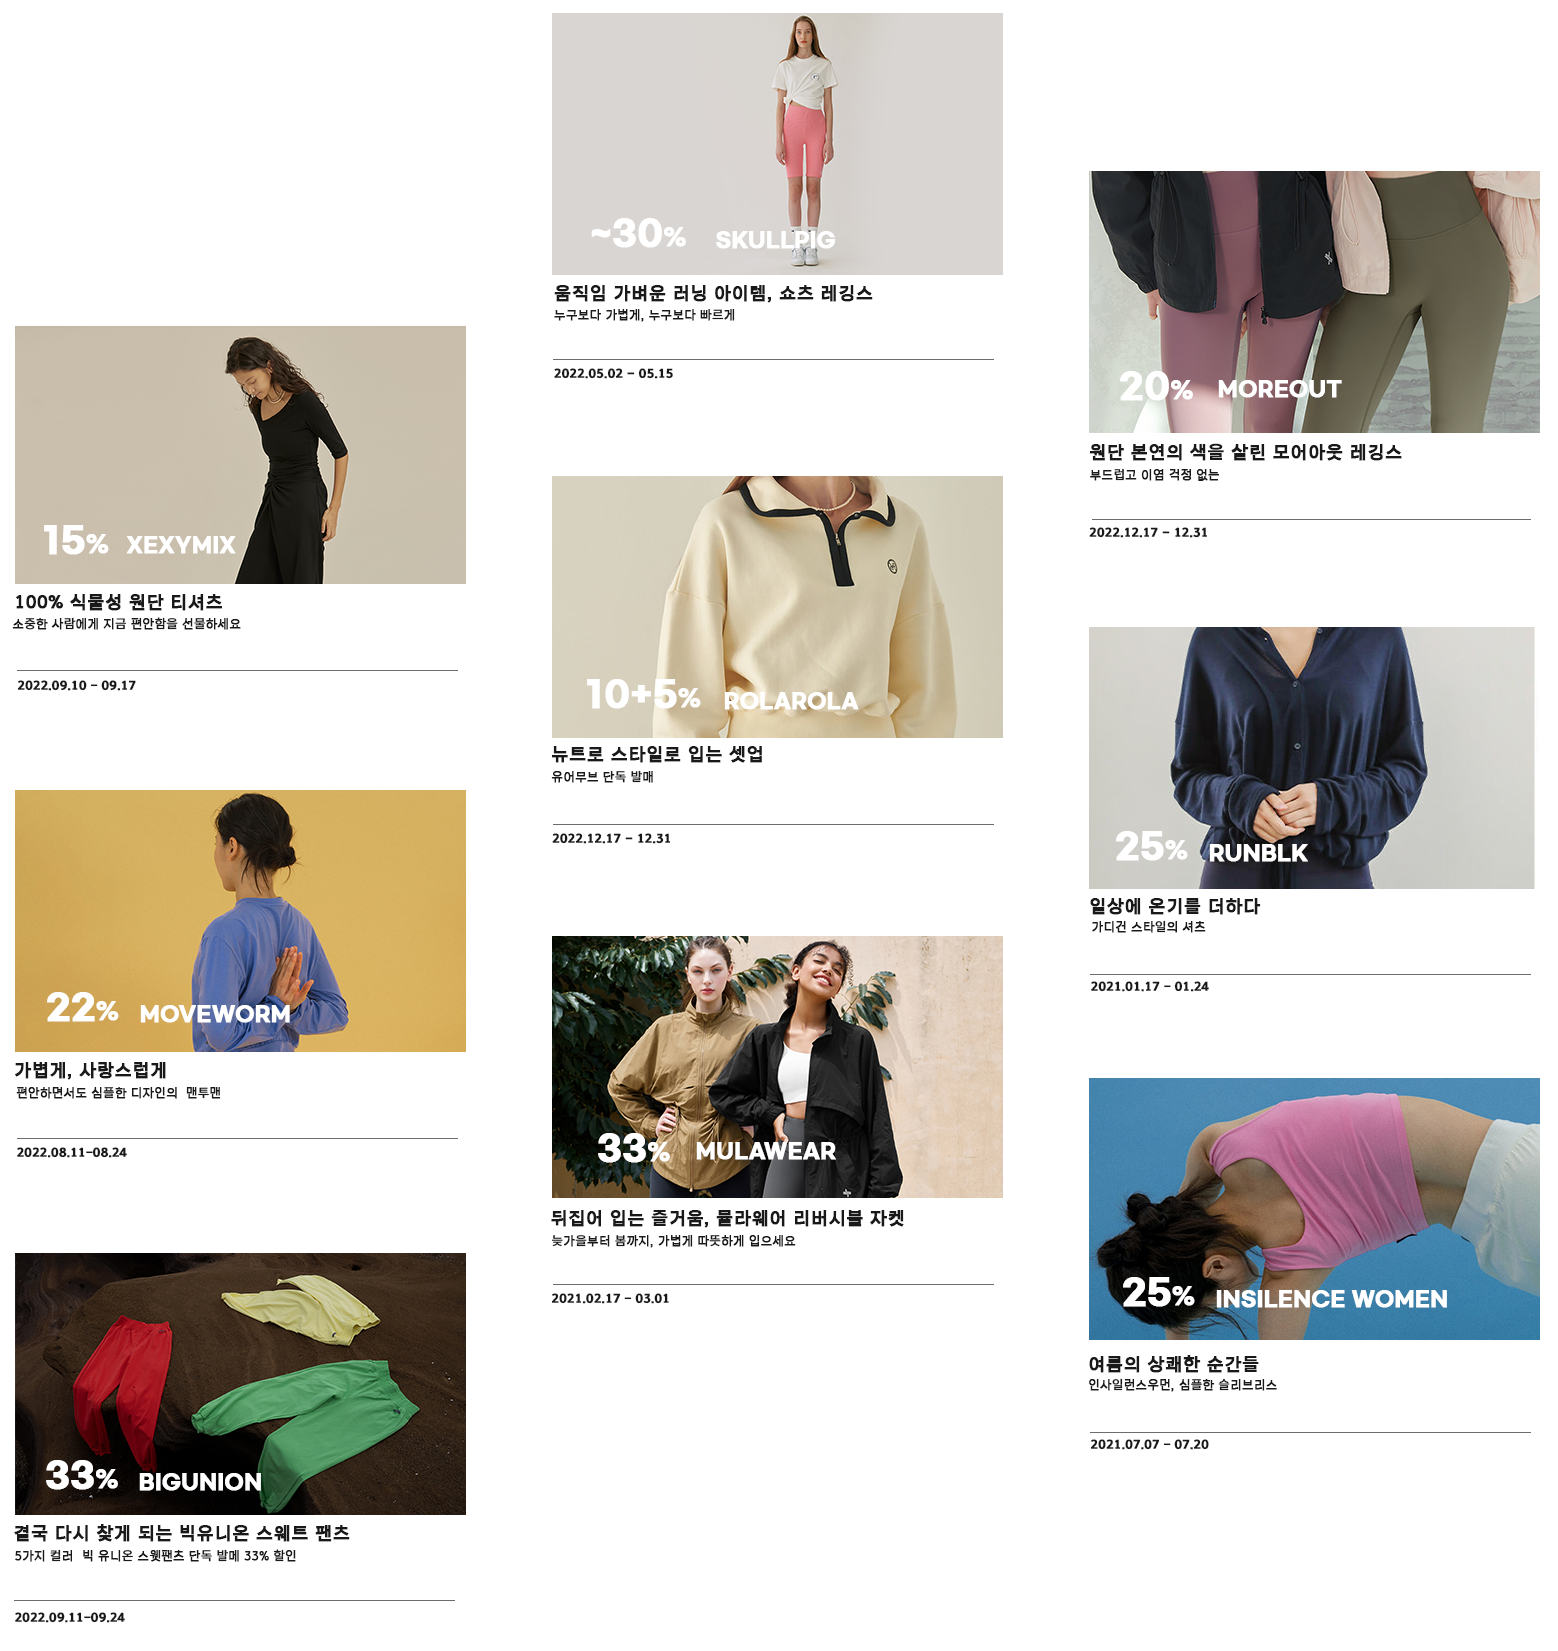 15% XEXYMIX
100% 식물성 원단 티셔츠
소중한 사람에게 지금 편안함을 선물하세요
2022.09.10 - 09.17
22% MOVEWORM
가볍게, 사랑스럽게
편안하면서도 심플한 디자인의 맨투맨
2022.08.11-08.24
33% BIGUNION
결국 다시 찾게 되는 빅유니온 스웨트 팬츠
5가지 컬러 빅 유니온 스웻팬츠 단독 발메 33% 할인
2022.09.11-09.24
~30% SKULLPIG
움직임 가벼운 러닝 아이템, 쇼츠 레깅스
누구보다 가볍게, 누구보다 빠르게
2022.05.02 - 05.15
10+5% ROLAROLA
뉴트로 스타일로 입는 셋업
유어무브 단독 발매
2022.12.17 - 12.31
33% MULAWEAR
뒤집어 입는 즐거움, 물라웨어 리버시블 자켓
늦가을부터 봄까지, 가볍게 따뜻하게 입으세요
2021.02.17 - 03.01
20% MOREOUT
원단 본연의 색을 살린 모어아웃 레깅스
부드럽고 이염 걱정 없는
2022.12.17 - 12.31
25% RUNBLK
일상에 온기를 더하다
가디건 스타일의 셔츠
2021.01.17 - 01.24
25% INSILENCE WOMEN
여름의 상쾌한 순간들
인사일런스우먼, 심플한 슬리브리스
2021.07.07 - 07.20